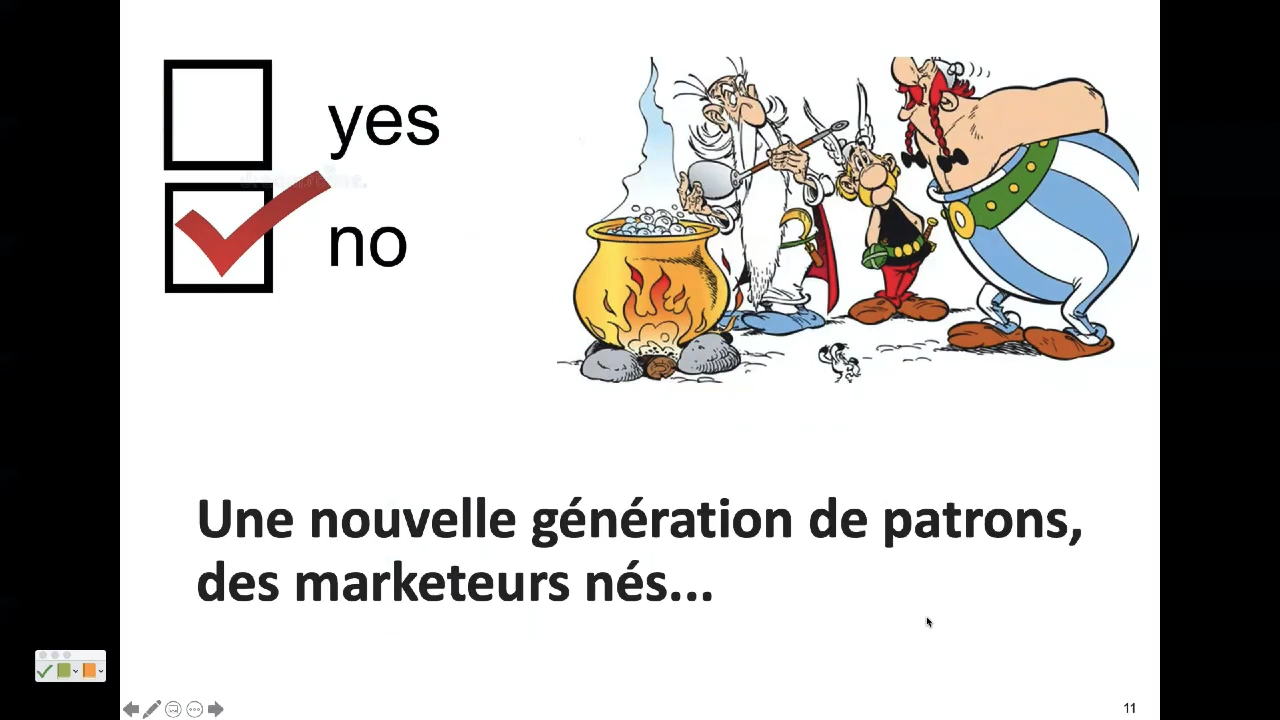 yes
no
Une nouvelle génération de patrons,
des marketeurs nés...
11